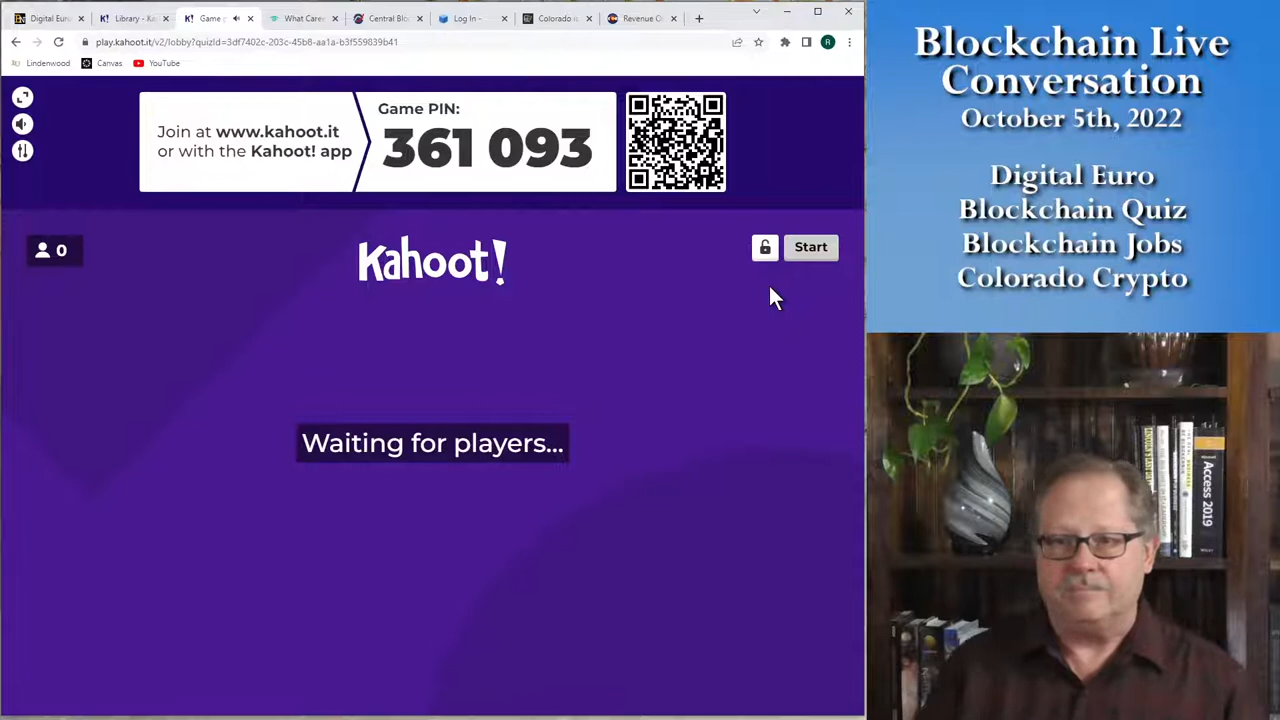 Digital Eur
Library - K
Game p
What Caree
Central Blo
Log In -
Colorado is
Revenue O
play.kahoot.it/v2/lobby?quizId=3df7402c-203c-45b8-aa1a-b3f559839b41
R
Lindenwood
Canvas
YouTube
Join at www.kahoot.it
or with the Kahoot! app
Game PIN:
361 093
0
Kahoot!
Start
Waiting for players...
Blockchain Live
Conversation
October 5th, 2022
Digital Euro
Blockchain Quiz
Blockchain Jobs
Colorado Crypto
Access 2019